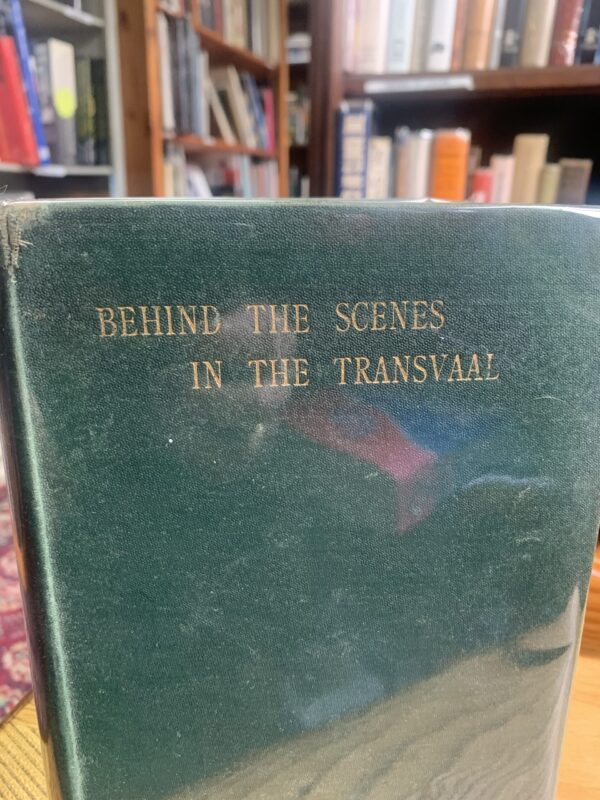 BEHIND THE SCENES
IN THE TRANSVAAL